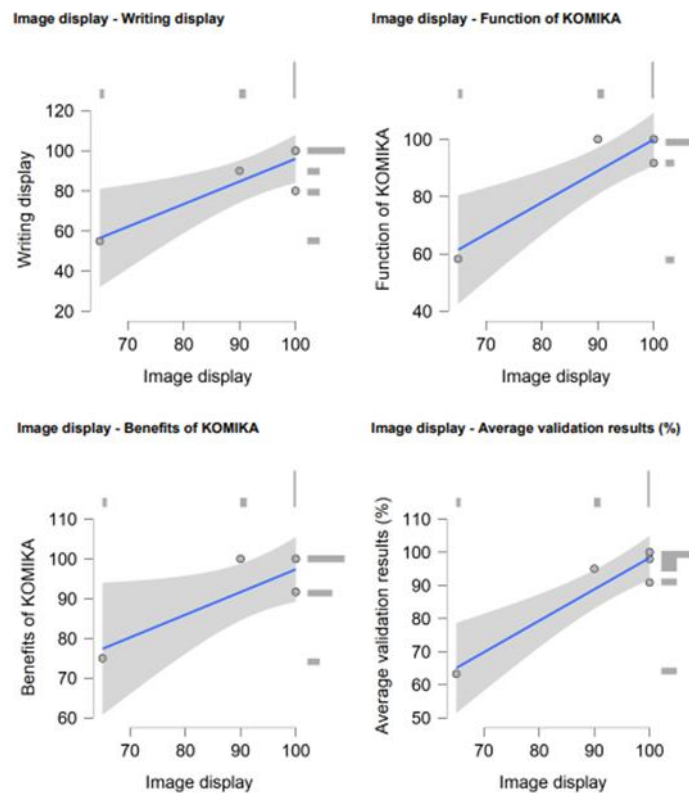 Image display - Writing display
Image display - Function of KOMIKA
Writing display
120
100
80
60
40
20
70 80 90 100
Image display
Function of KOMIKA
100
80
60
40
70 80 90 100
Image display
Image display - Benefits of KOMIKA
Image display - Average validation results (%)
Benefits of KOMIKA
110
100
90
80
70
60
70 80 90 100
Image display
Average validation results (%)
110
100
90
80
70
60
50
70 80 90 100
Image display